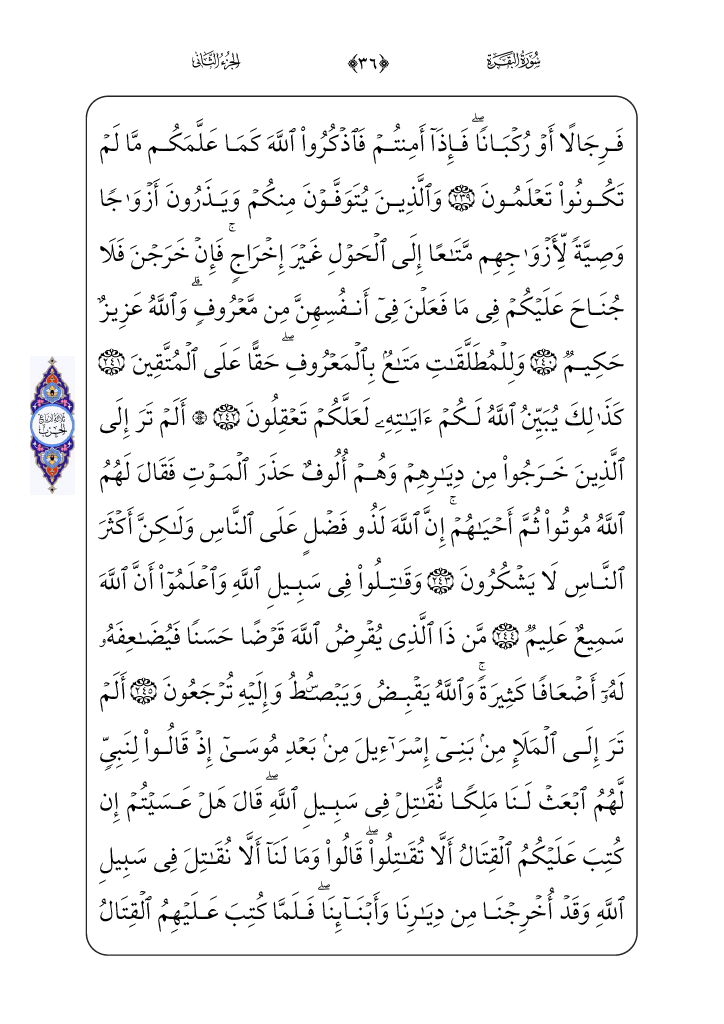 سُورَةُ البَقَرَة ﴿٣٦﴾ الجُزءُ الثَّانِى
فَرِجَالًا أَوۡ رُكۡبَانًاۖ فَإِذَآ أَمِنتُمۡ فَٱذۡكُرُواْ ٱللَّهَ كَمَا عَلَّمَكُم مَّا لَمۡ
تَكُونُواْ تَعۡلَمُونَ ٢٣٩ وَٱلَّذِينَ يُتَوَفَّوۡنَ مِنكُمۡ وَيَذَرُونَ أَزۡوَٰجًا
وَصِيَّةً لِّأَزۡوَٰجِهِم مَّتَٰعًا إِلَى ٱلۡحَوۡلِ غَيۡرَ إِخۡرَاجٍۚ فَإِنۡ خَرَجۡنَ فَلَا
جُنَاحَ عَلَيۡكُمۡ فِى مَا فَعَلۡنَ فِىٓ أَنفُسِهِنَّ مِن مَّعۡرُوفٍۗ وَٱللَّهُ عَزِيزٌ
حَكِيمٌ ٢٤٠ وَلِلۡمُطَلَّقَٰتِ مَتَٰعُۢ بِٱلۡمَعۡرُوفِۖ حَقًّا عَلَى ٱلۡمُتَّقِينَ ٢٤١
كَذَٰلِكَ يُبَيِّنُ ٱللَّهُ لَكُمۡ ءَايَٰتِهِۦ لَعَلَّكُمۡ تَعۡقِلُونَ ٢٤٢ ۞ أَلَمۡ تَرَ إِلَى
ثلاثة أرباع
الحزب
ٱلَّذِينَ خَرَجُواْ مِن دِيَٰرِهِمۡ وَهُمۡ أُلُوفٌ حَذَرَ ٱلۡمَوۡتِ فَقَالَ لَهُمُ
ٱللَّهُ مُوتُواْ ثُمَّ أَحۡيَٰهُمۡۚ إِنَّ ٱللَّهَ لَذُو فَضۡلٍ عَلَى ٱلنَّاسِ وَلَٰكِنَّ أَكۡثَرَ
ٱلنَّاسِ لَا يَشۡكُرُونَ ٢٤٣ وَقَٰتِلُواْ فِى سَبِيلِ ٱللَّهِ وَٱعۡلَمُوٓاْ أَنَّ ٱللَّهَ
سَمِيعٌ عَلِيمٌ ٢٤٤ مَّن ذَا ٱلَّذِى يُقۡرِضُ ٱللَّهَ قَرۡضًا حَسَنًا فَيُضَٰعِفَهُۥ
لَهُۥٓ أَضۡعَافًا كَثِيرَةًۚ وَٱللَّهُ يَقۡبِضُ وَيَبۡصُۜطُ وَإِلَيۡهِ تُرۡجَعُونَ ٢٤٥ أَلَمۡ
تَرَ إِلَى ٱلۡمَلَإِ مِنۢ بَنِىٓ إِسۡرَٰٓءِيلَ مِنۢ بَعۡدِ مُوسَىٰٓ إِذۡ قَالُواْ لِنَبِىٍّ
لَّهُمُ ٱبۡعَثۡ لَنَا مَلِكًا نُّقَٰتِلۡ فِى سَبِيلِ ٱللَّهِۖ قَالَ هَلۡ عَسَيۡتُمۡ إِن
كُتِبَ عَلَيۡكُمُ ٱلۡقِتَالُ أَلَّا تُقَٰتِلُواْۖ قَالُواْ وَمَا لَنَآ أَلَّا نُقَٰتِلَ فِى سَبِيلِ
ٱللَّهِ وَقَدۡ أُخۡرِجۡنَا مِن دِيَٰرِنَا وَأَبۡنَآئِنَاۖ فَلَمَّا كُتِبَ عَلَيۡهِمُ ٱلۡقِتَالُ